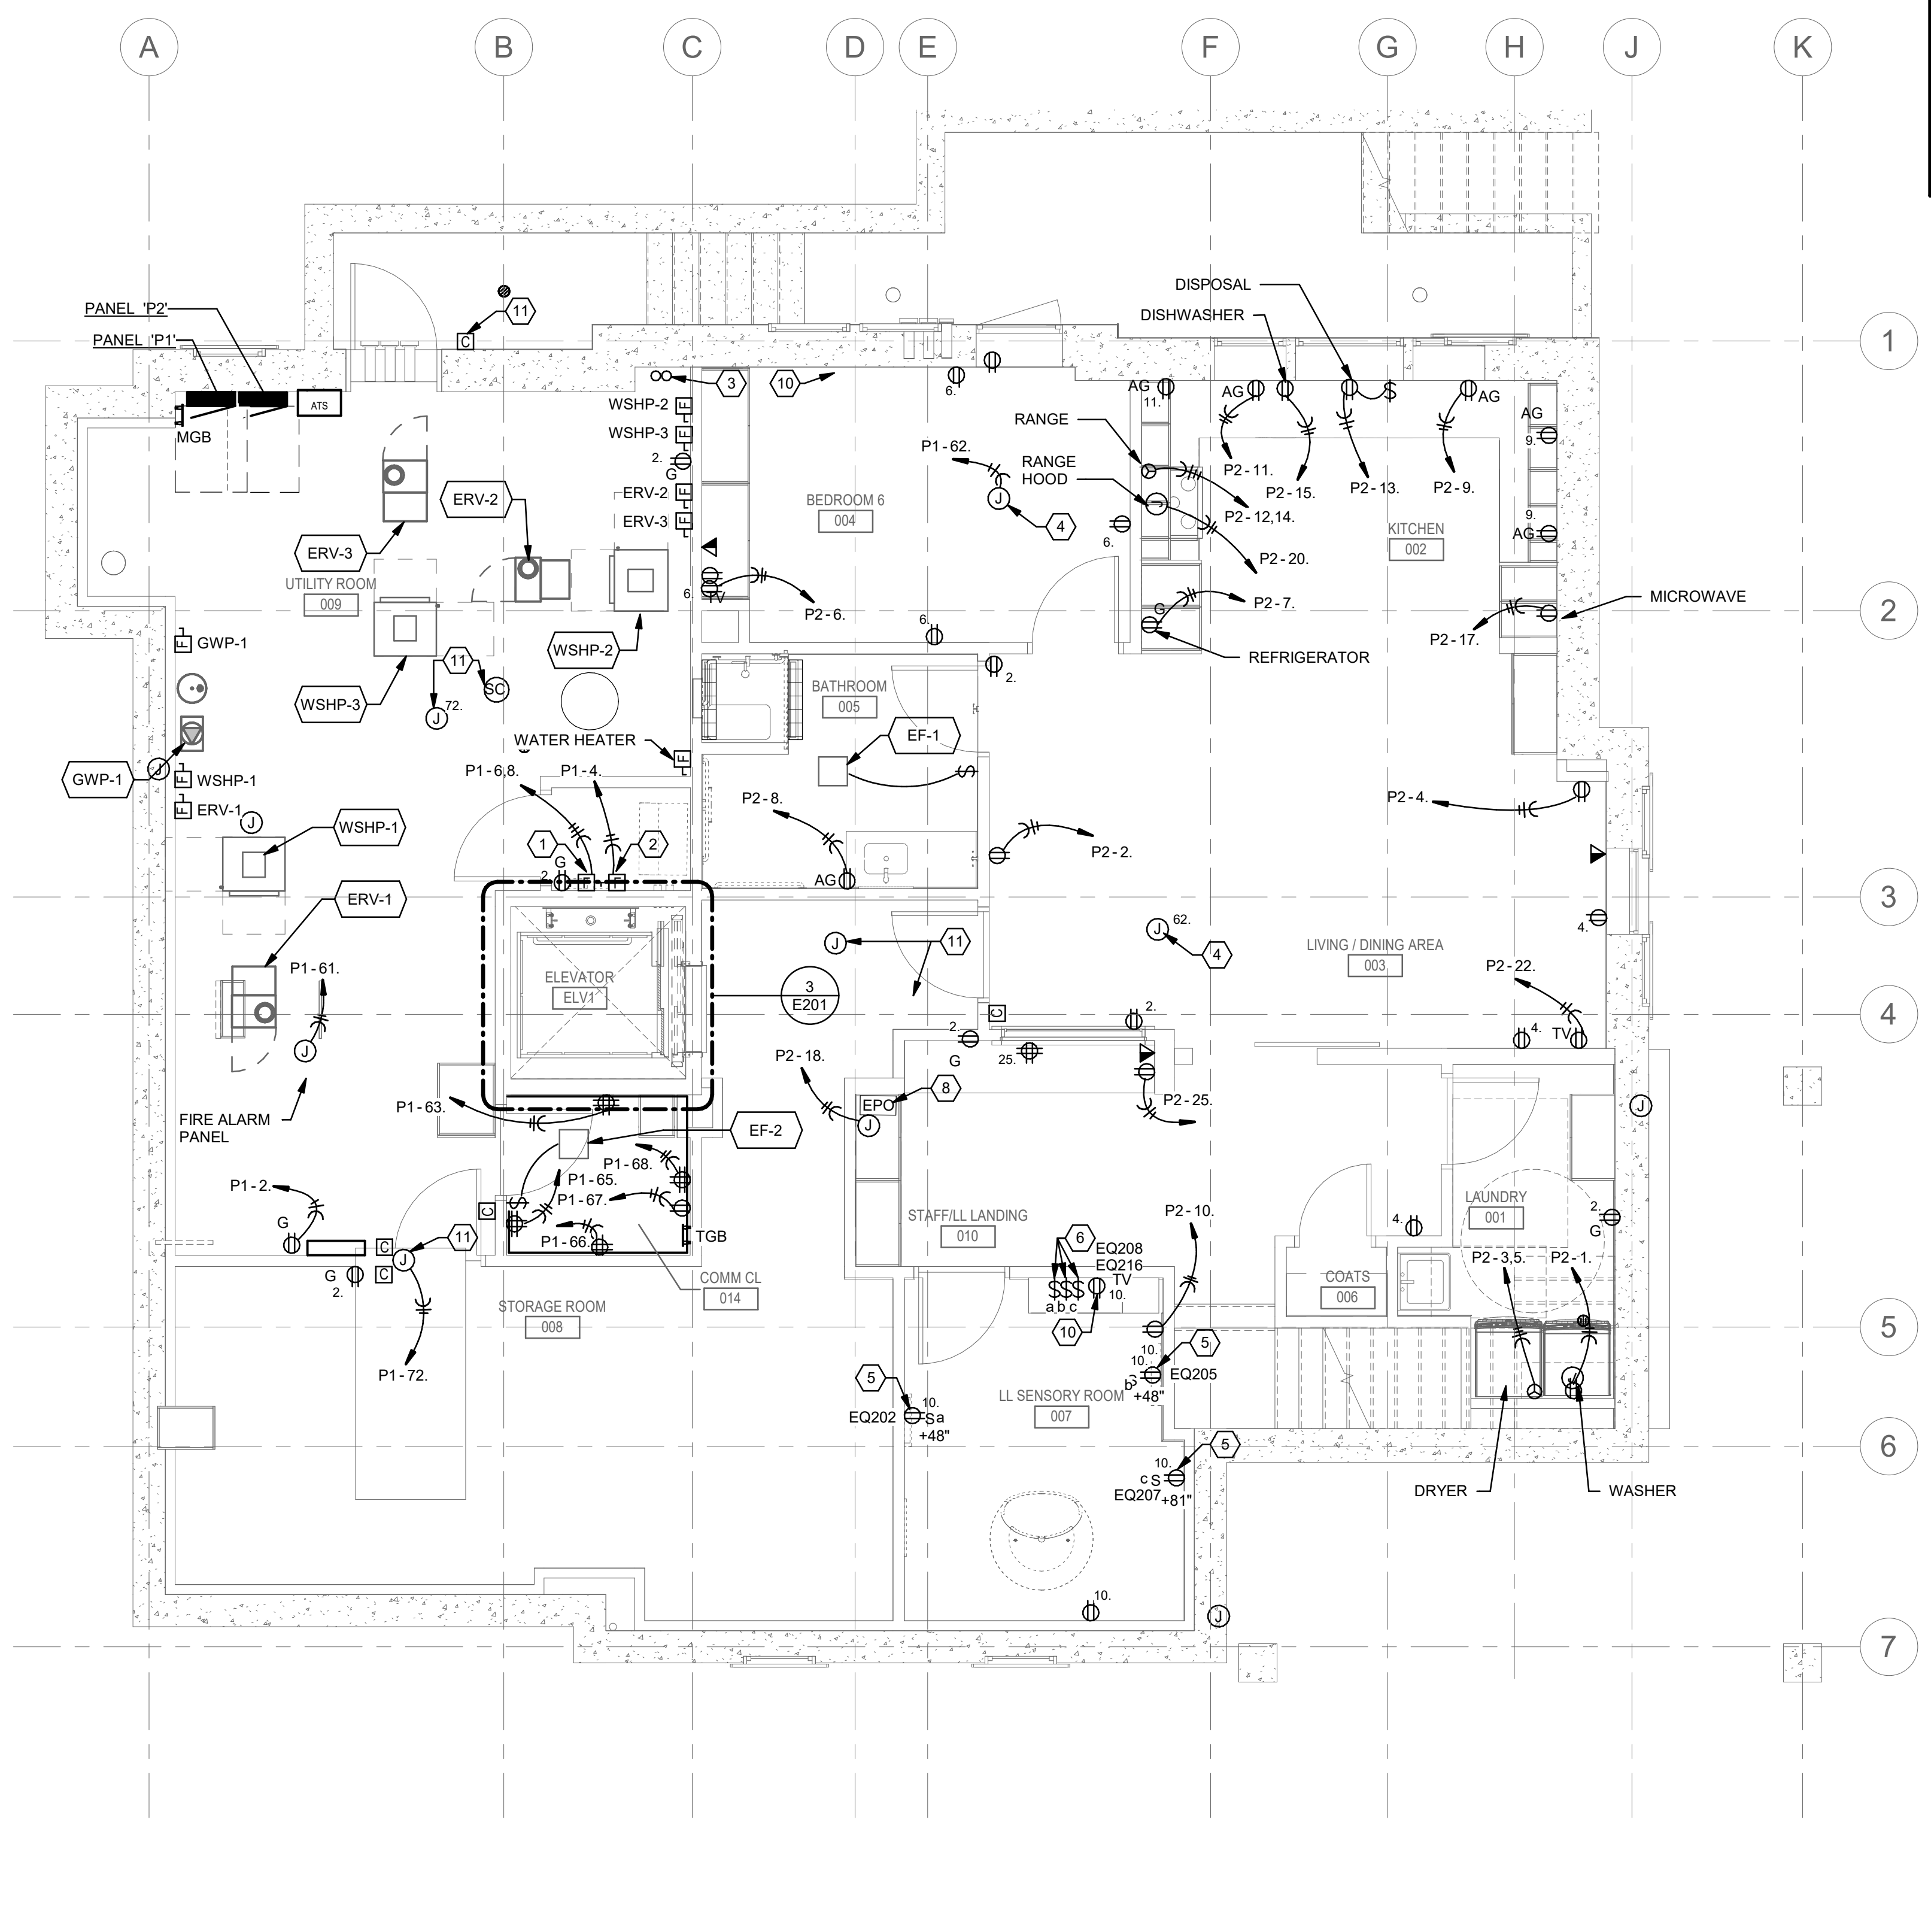 A B C D E F G H J K
DISPOSAL
DISHWASHER
PANEL 'P2'
PANEL 'P1'
11
C
1
ATS
MGB
3
10
6.
AG
11.
AG
AG
AG
9.
WSHP-2 F
WSHP-3 F
2.
G
ERV-2 F
ERV-3 F
RANGE
RANGE
HOOD
P1-62.
J
4
P2-11.
P2-15.
P2-13.
P2-9.
P2-12,14.
9.
AG
P2-20.
KITCHEN
002
BEDROOM 6
004
6.
ERV-2
ERV-3
UTILITY ROOM
009
6.
TV
P2-6.
G
P2-7.
MICROWAVE
2
P2-17.
REFRIGERATOR
F GWP-1
WSHP-2
6.
2.
11
SC
J 72.
WSHP-3
BATHROOM
005
EF-1
WATER HEATER
F
GWP-1
J
F WSHP-1
F ERV-1
J
P1-6,8.
P1-4.
P2-8.
P2-4.
WSHP-1
1
2
G
2.
F
F
AG
P2-2.
3
ERV-1
J
11
J 62.
4
4.
LIVING / DINING AREA
003
P2-22.
P1-61.
J
ELEVATOR
ELV1
3
E201
C
2.
2.
G
25.
4.
TV
4
P2-18.
EPO
8
J
P2-25.
J
FIRE ALARM
PANEL
P1-63.
EF-2
P1-68.
P1-65.
P1-67.
P1-66.
TGB
P1-2.
G
C
C
C
J
11
G
2.
P1-72.
COMM CL
014
STORAGE ROOM
008
STAFF/LL LANDING
010
6
EQ208
EQ216
TV
10.
a b c
10
P2-10.
LAUNDRY
001
2.
G
4.
P2-3,5.
P2-1.
COATS
006
5
10.
10.
5
EQ205
b S
+48"
LL SENSORY ROOM
007
5
EQ202
10.
Sa
+48"
6
5
10.
c S
EQ207
+81"
DRYER
WASHER
10.
J
7